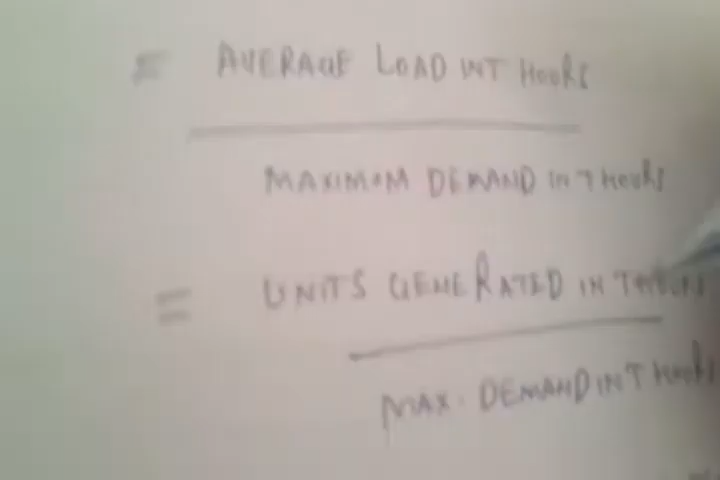 = AVERAGE LOAD IN T HOURS
MAXIMUM DEMAND IN T HOURS
= UNITS GENERATED IN T HOURS
MAX. DEMAND IN T HOURS